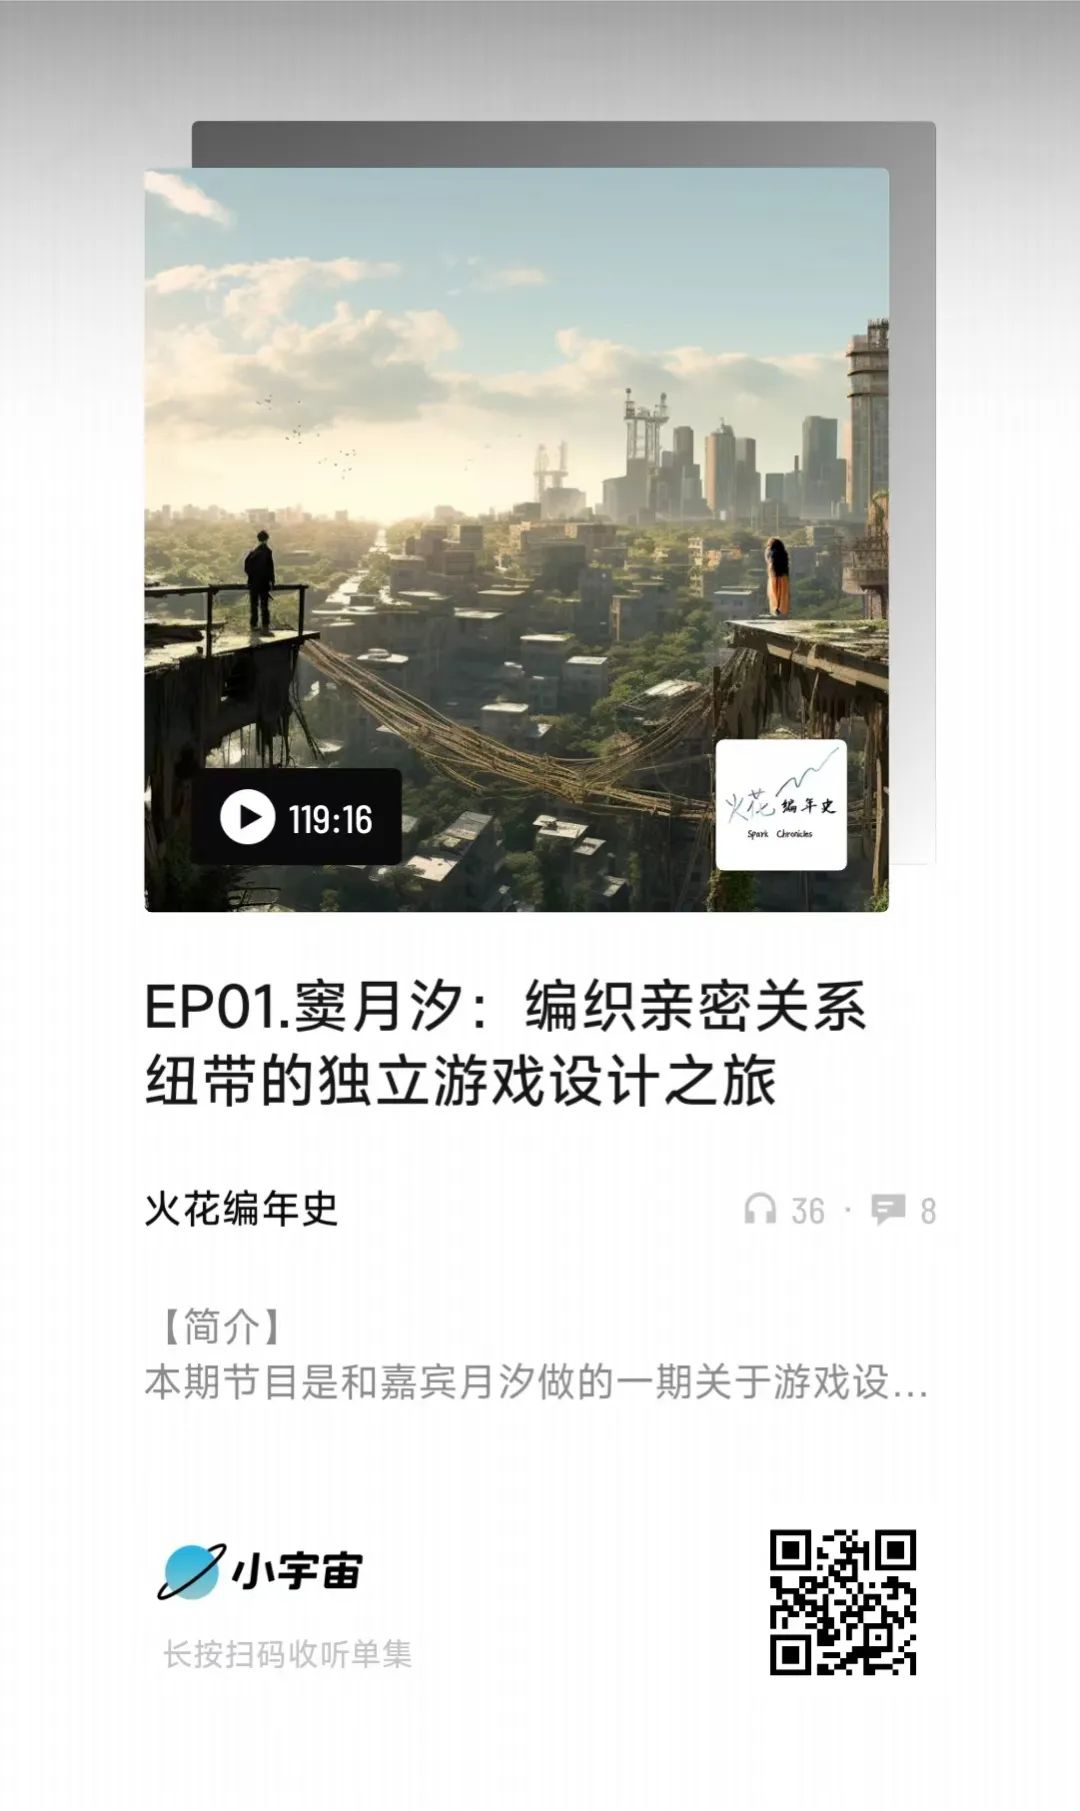 火花编年史
Spark Chronicles
119:16
EP01.窦月汐：编织亲密关系
纽带的独立游戏设计之旅
火花编年史
36 · 8
【简介】
本期节目是和嘉宾月汐做的一期关于游戏设...
小宇宙
长按扫码收听单集